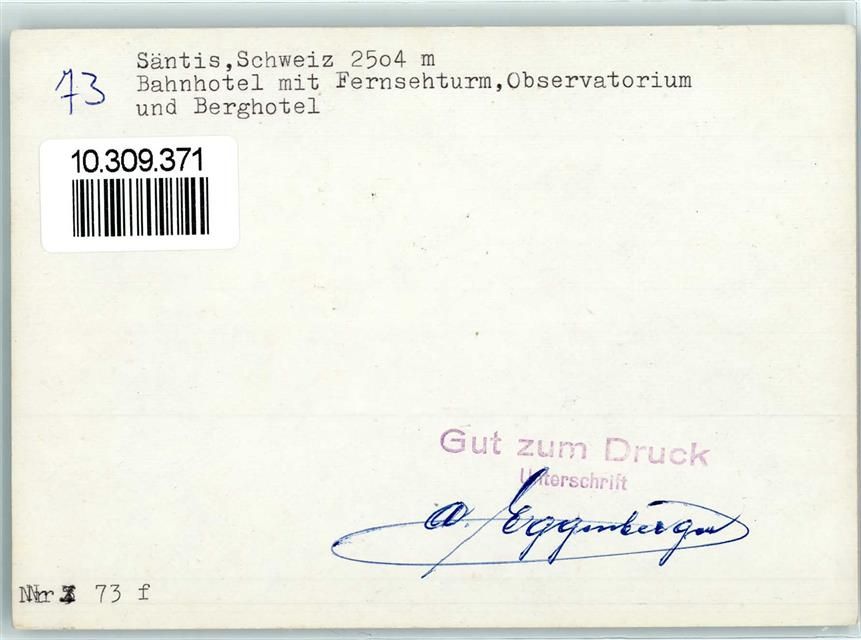 73
Säntis,Schweiz 25o4 m
Bahnhotel mit Fernsehturm,Observatorium
und Berghotel
10.309.371
Gut zum Druck
Unterschrift
a. Eggenberger
Nr 73 f